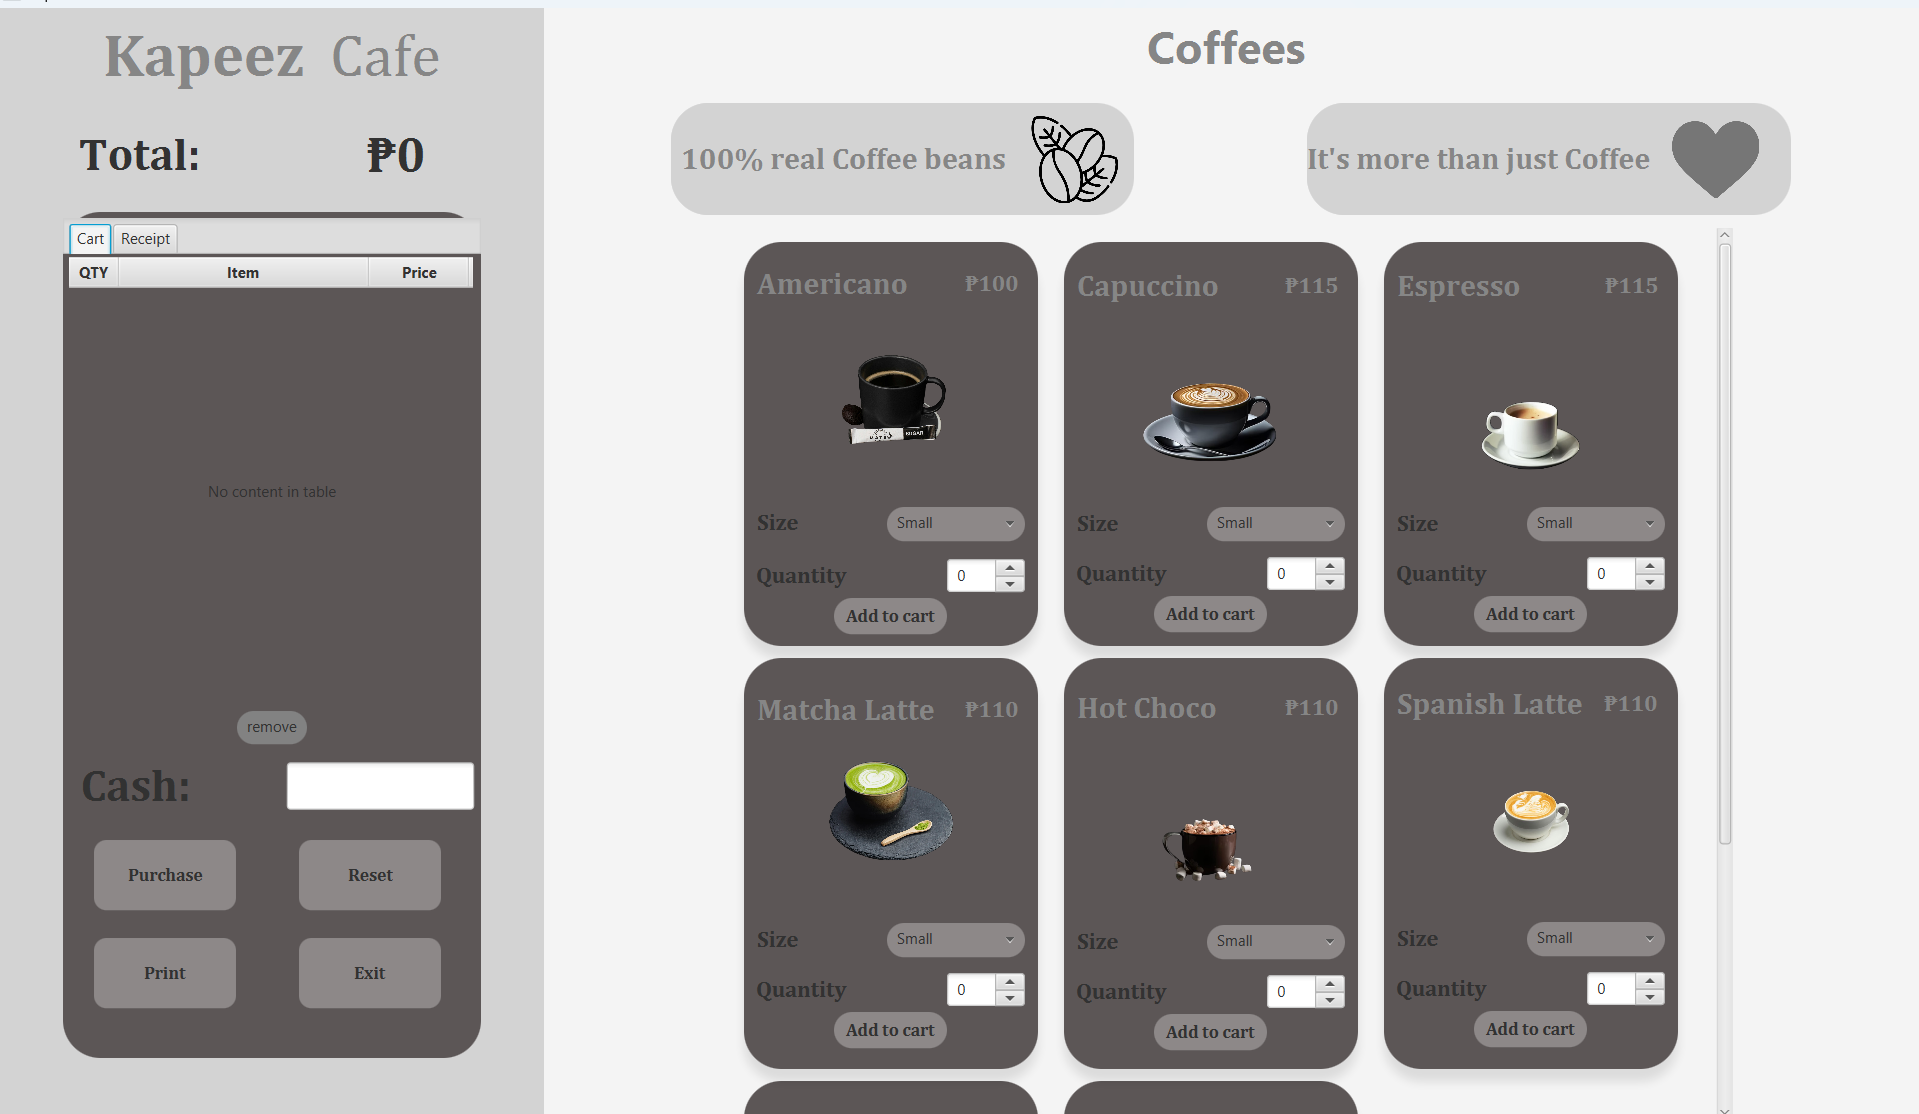 Kapeez Cafe
Total: ₱0
Cart Receipt
QTY Item Price
No content in table
remove
Cash:
Purchase Reset
Print Exit
Coffees
100% real Coffee beans
It's more than just Coffee
Americano ₱100
Size Small
Quantity 0
Add to cart
Capuccino ₱115
Size Small
Quantity 0
Add to cart
Espresso ₱115
Size Small
Quantity 0
Add to cart
Matcha Latte ₱110
Size Small
Quantity 0
Add to cart
Hot Choco ₱110
Size Small
Quantity 0
Add to cart
Spanish Latte ₱110
Size Small
Quantity 0
Add to cart